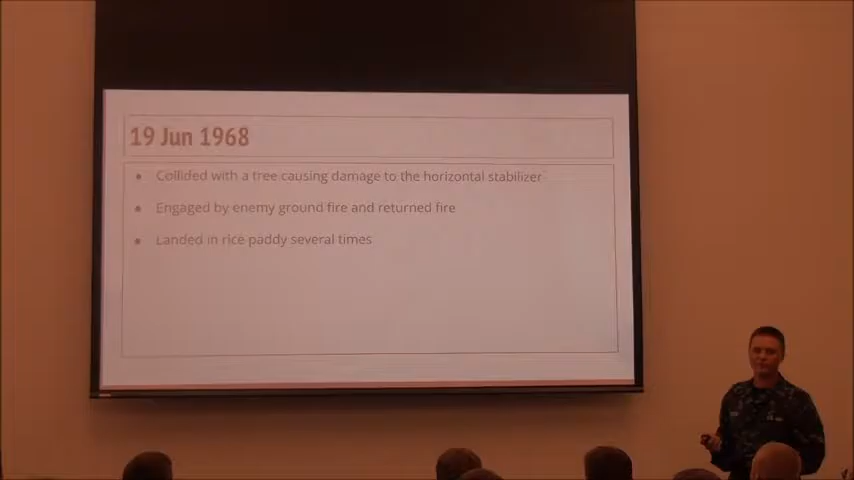 19 Jun 1968
Collided with a tree causing damage to the horizontal stabilizer
Engaged by enemy ground fire and returned fire
Landed in rice paddy several times